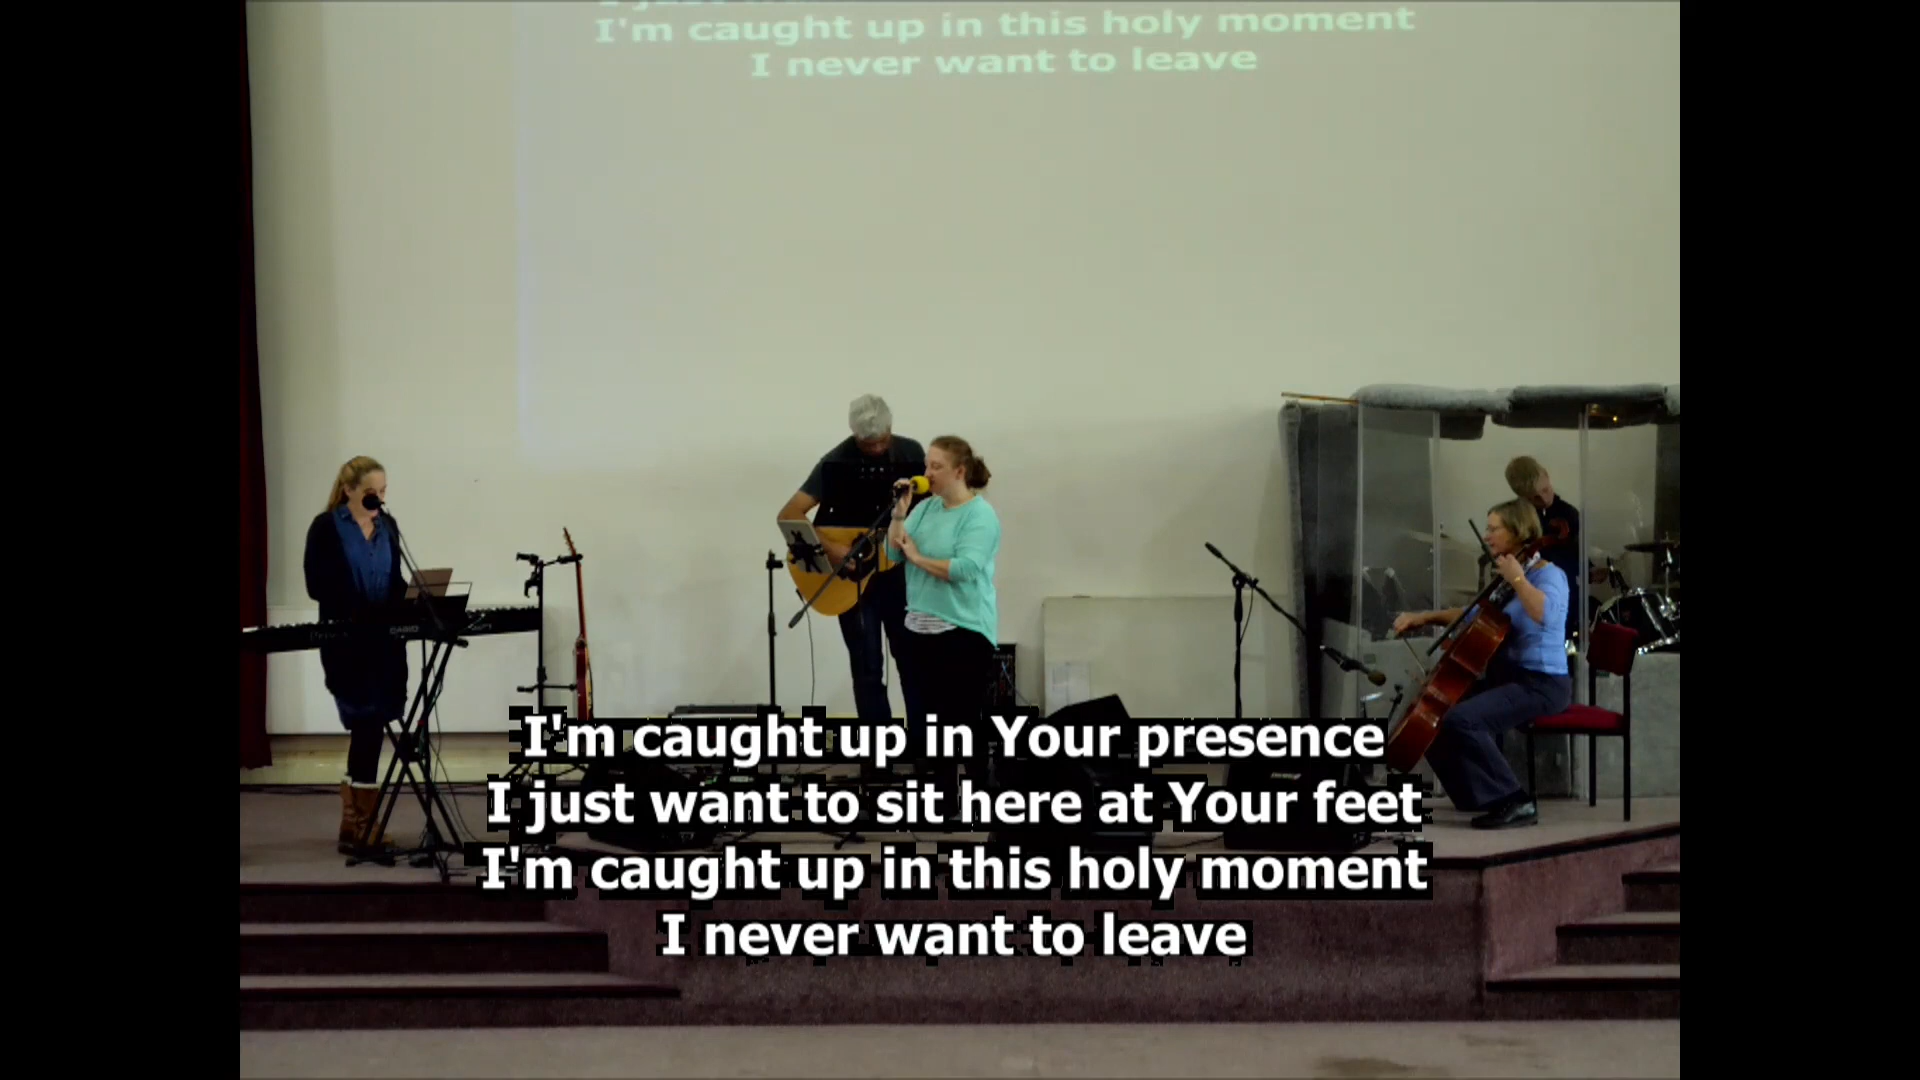 I'm caught up in this holy moment
I never want to leave
CASIO
I'm caught up in Your presence
I just want to sit here at Your feet
I'm caught up in this holy moment
I never want to leave